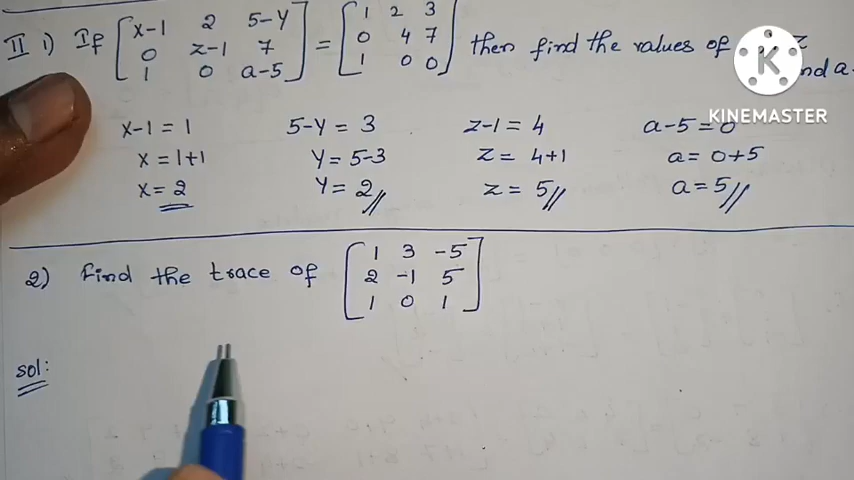 II 1) If [x-1 2 5-y = [1 2 3 then find the values of z
0 z-1 7 0 4 7
1 0 a-5] 1 0 0] nd a.
K
KINEMASTER
x-1 = 1 5-y = 3 z-1 = 4 a-5=0
x = 1+1 y = 5-3 z = 4+1 a = 0+5
x = 2 y = 2// z = 5// a = 5//
2) Find the trace of [1 3 -5
2 -1 5
1 0 1]
Sol: